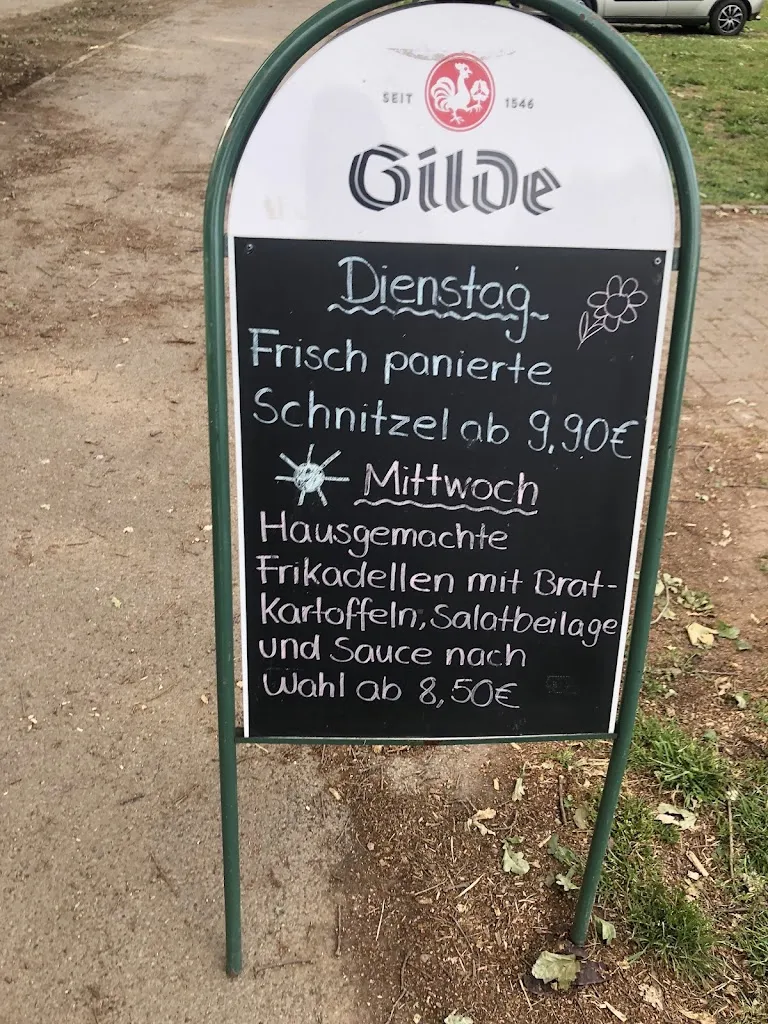 SEIT 1546
Gilde
Dienstag
Frisch panierte
Schnitzel ab 9,90€
Mittwoch
Hausgemachte
Frikadellen mit Brat-
kartoffeln, Salatbeilage
und Sauce nach
Wahl ab 8,50€